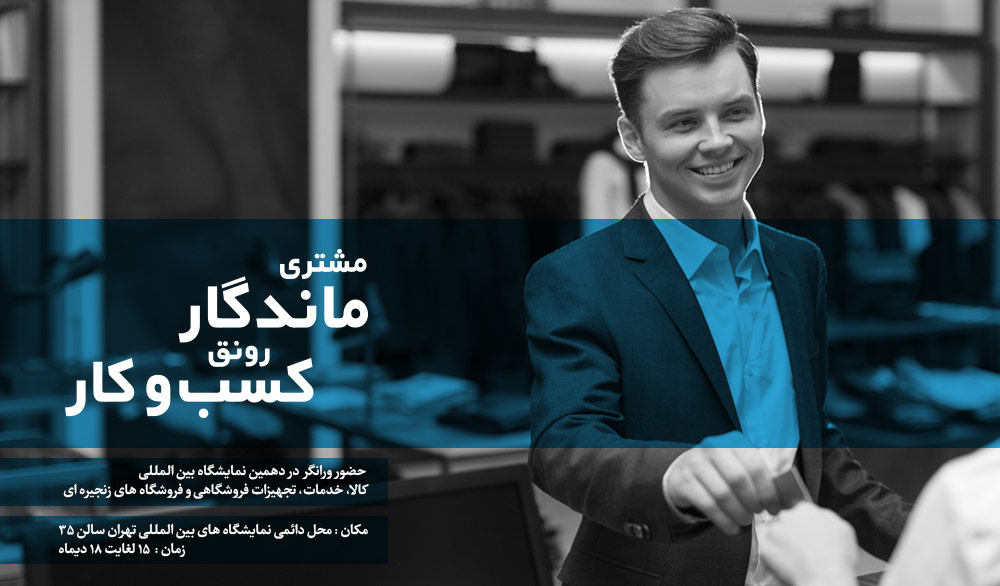 مشتری
ماندگار
رونق
کسب و کار
حضور ورانگر در دهمین نمایشگاه بین المللی
کالا، خدمات، تجهیزات فروشگاهی و فروشگاه های زنجیره ای
مکان : محل دائمی نمایشگاه های بین المللی تهران سالن ۳۵
زمان : ۱۵ لغایت ۱۸ دیماه